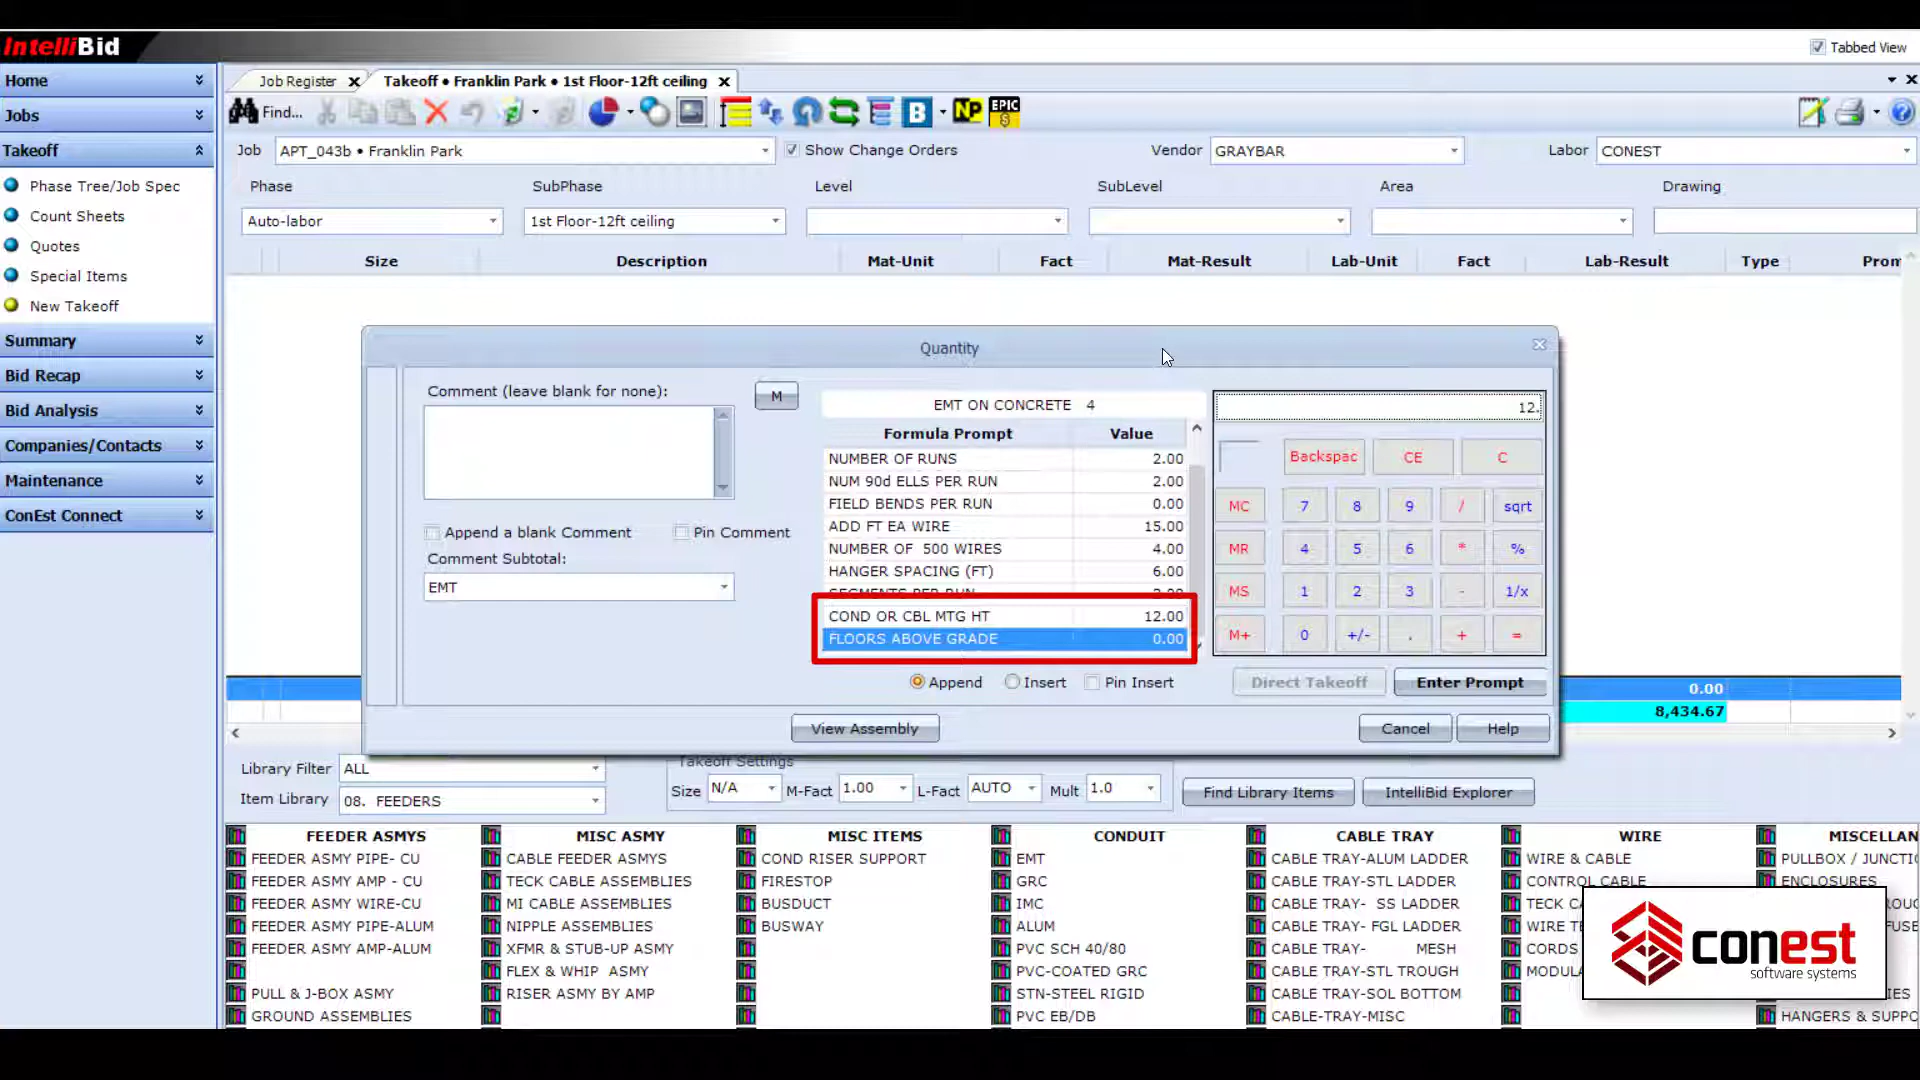 IntelliBid
Tabbed View
Home
Jobs
Takeoff
Phase Tree/Job Spec
Count Sheets
Quotes
Special Items
New Takeoff
Summary
Bid Recap
Bid Analysis
Companies/Contacts
Maintenance
ConEst Connect
Job Register
Takeoff • Franklin Park • 1st Floor-12ft ceiling
Find...
B
NP
EPIC
$
Job APT_043b • Franklin Park Show Change Orders Vendor GRAYBAR Labor CONEST
Phase SubPhase Level SubLevel Area Drawing
Auto-labor 1st Floor-12ft ceiling
Size Description Mat-Unit Fact Mat-Result Lab-Unit Fact Lab-Result Type
Quantity
Comment (leave blank for none):
M
Append a blank Comment Pin Comment
Comment Subtotal:
EMT
EMT ON CONCRETE 4
Formula Prompt Value
NUMBER OF RUNS 2.00
NUM 90d ELLS PER RUN 2.00
FIELD BENDS PER RUN 0.00
ADD FT EA WIRE 15.00
NUMBER OF 500 WIRES 4.00
HANGER SPACING (FT) 6.00
SEGMENTS PER RUN 2.00
COND OR CBL MTG HT 12.00
FLOORS ABOVE GRADE 0.00
12.
Backspac CE C
MC 7 8 9 / sqrt
MR 4 5 6 * %
MS 1 2 3 - 1/x
M+ 0 +/- . + =
Append Insert Pin Insert
Direct Takeoff Enter Prompt
View Assembly Cancel Help
0.00
8,434.67
Library Filter ALL
Item Library 08. FEEDERS
Takeoff Settings
Size N/A M-Fact 1.00 L-Fact AUTO Mult 1.0
Find Library Items IntelliBid Explorer
FEEDER ASMYS
FEEDER ASMY PIPE- CU
FEEDER ASMY AMP - CU
FEEDER ASMY WIRE-CU
FEEDER ASMY PIPE-ALUM
FEEDER ASMY AMP-ALUM
PULL & J-BOX ASMY
GROUND ASSEMBLIES
MISC ASMY
CABLE FEEDER ASMYS
TECK CABLE ASSEMBLIES
MI CABLE ASSEMBLIES
NIPPLE ASSEMBLIES
XFMR & STUB-UP ASMY
FLEX & WHIP ASMY
RISER ASMY BY AMP
MISC ITEMS
COND RISER SUPPORT
FIRESTOP
BUSDUCT
BUSWAY
CONDUIT
EMT
GRC
IMC
ALUM
PVC SCH 40/80
PVC-COATED GRC
STN-STEEL RIGID
PVC EB/DB
CABLE TRAY
CABLE TRAY-ALUM LADDER
CABLE TRAY-STL LADDER
CABLE TRAY- SS LADDER
CABLE TRAY- FGL LADDER
CABLE TRAY- MESH
CABLE TRAY-STL TROUGH
CABLE TRAY-SOL BOTTOM
CABLE-TRAY-MISC
WIRE
WIRE & CABLE
CONTROL CABLE
TECK
WIRE
CORDS
MISCELLAN
PULLBOX / JUNCTI
ENCLOSURES
HANGERS & SUPPO
conest
software systems